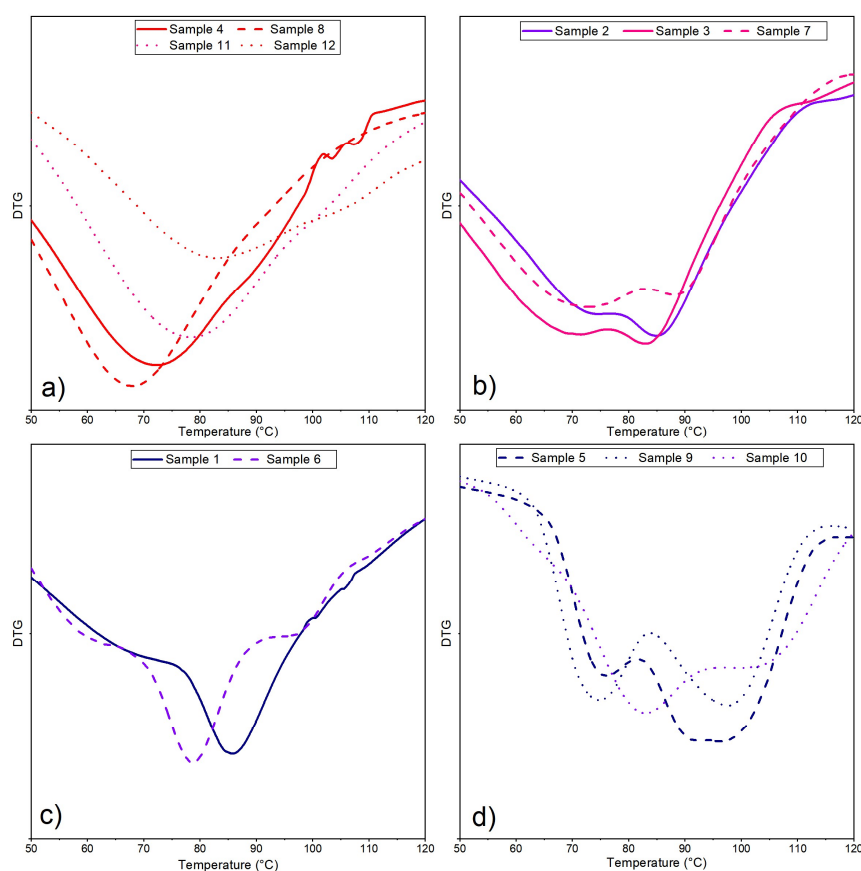 Sample 4 Sample 8
Sample 11 Sample 12
DTG
a)
50 60 70 80 90 100 110 120
Temperature (°C)
Sample 2 Sample 3 Sample 7
DTG
b)
50 60 70 80 90 100 110 120
Temperature (°C)
Sample 1 Sample 6
DTG
c)
50 60 70 80 90 100 110 120
Temperature (°C)
Sample 5 Sample 9 Sample 10
DTG
d)
50 60 70 80 90 100 110 120
Temperature (°C)